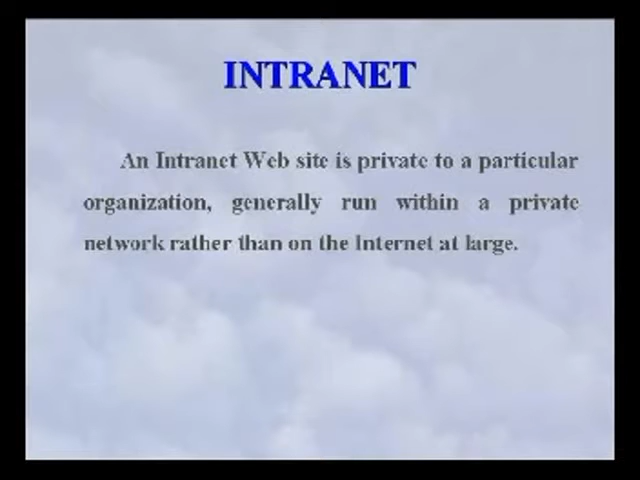 INTRANET
An Intranet Web site is private to a particular
organization, generally run within a private
network rather than on the Internet at large.